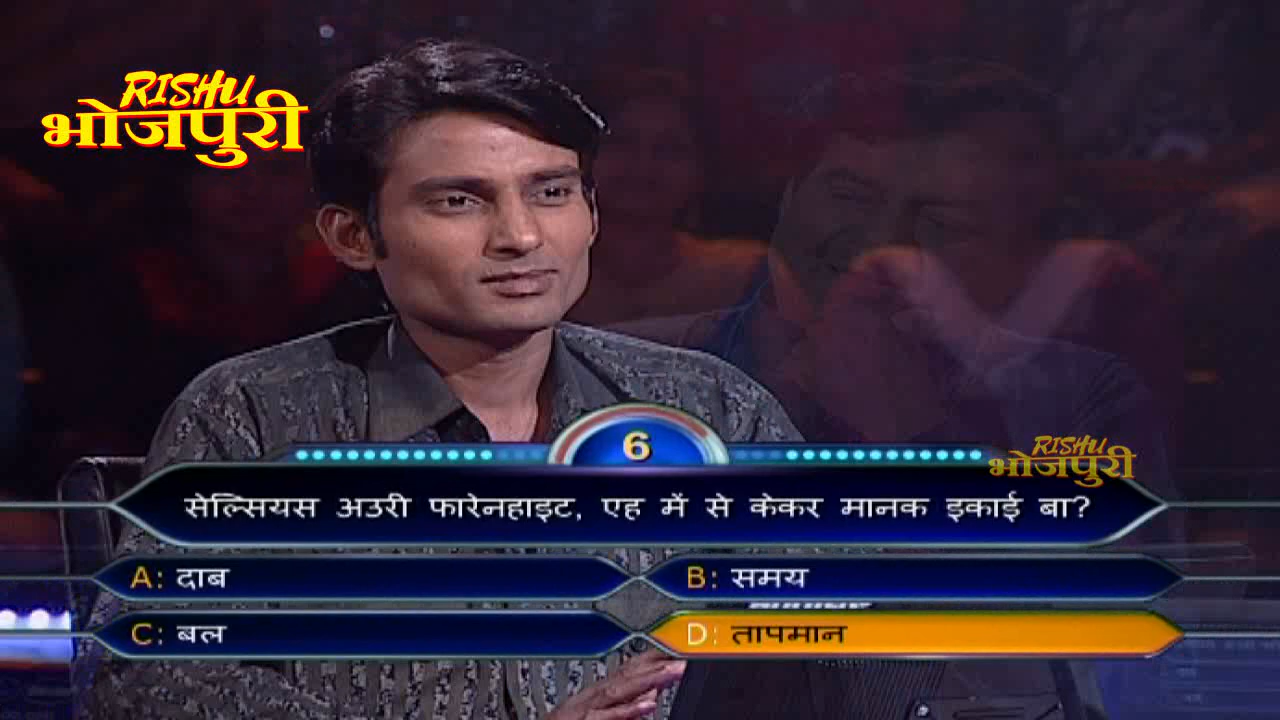 RISHU
भोजपुरी
6
RISHU
भोजपुरी
सेल्सियस अउरी फारेनहाइट, एह में से केकर मानक इकाई बा?
A: दाब
B: समय
C: बल
D: तापमान